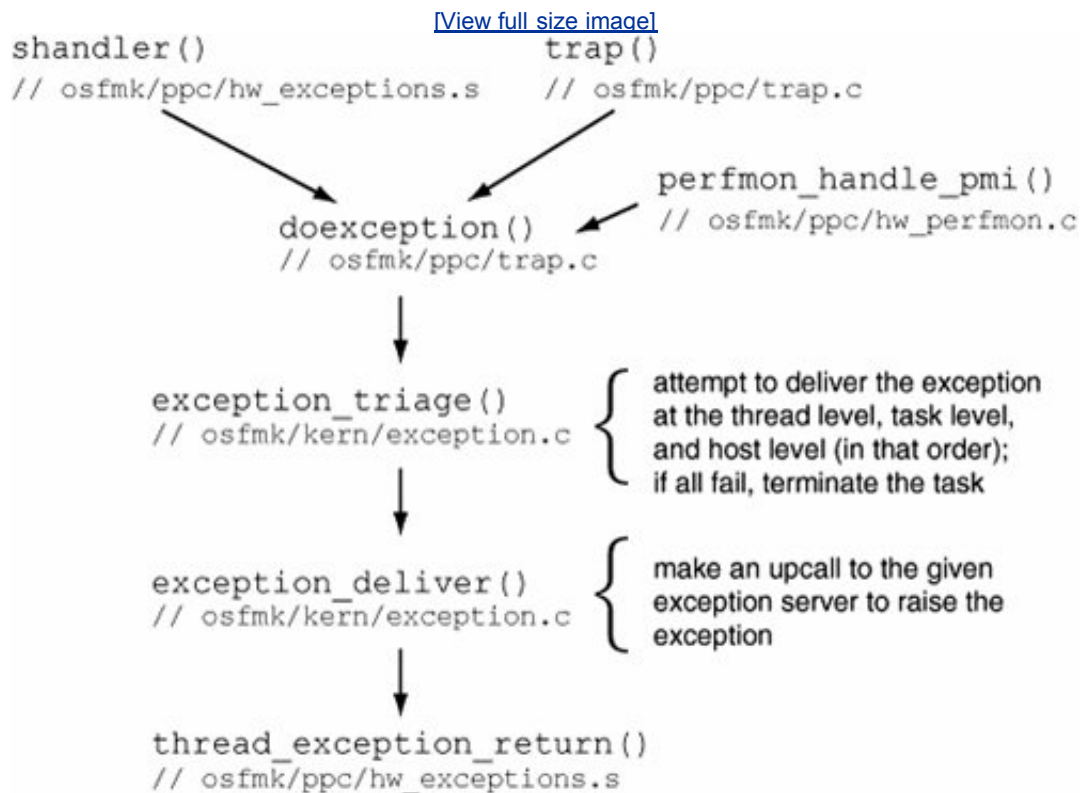 [View full size image]
shandler()
// osfmk/ppc/hw_exceptions.s
trap()
// osfmk/ppc/trap.c
perfmon_handle_pmi()
// osfmk/ppc/hw_perfmon.c
doexception()
// osfmk/ppc/trap.c
exception_triage()
// osfmk/kern/exception.c
attempt to deliver the exception
at the thread level, task level,
and host level (in that order);
if all fail, terminate the task
exception_deliver()
// osfmk/kern/exception.c
make an upcall to the given
exception server to raise the
exception
thread_exception_return()
// osfmk/ppc/hw_exceptions.s